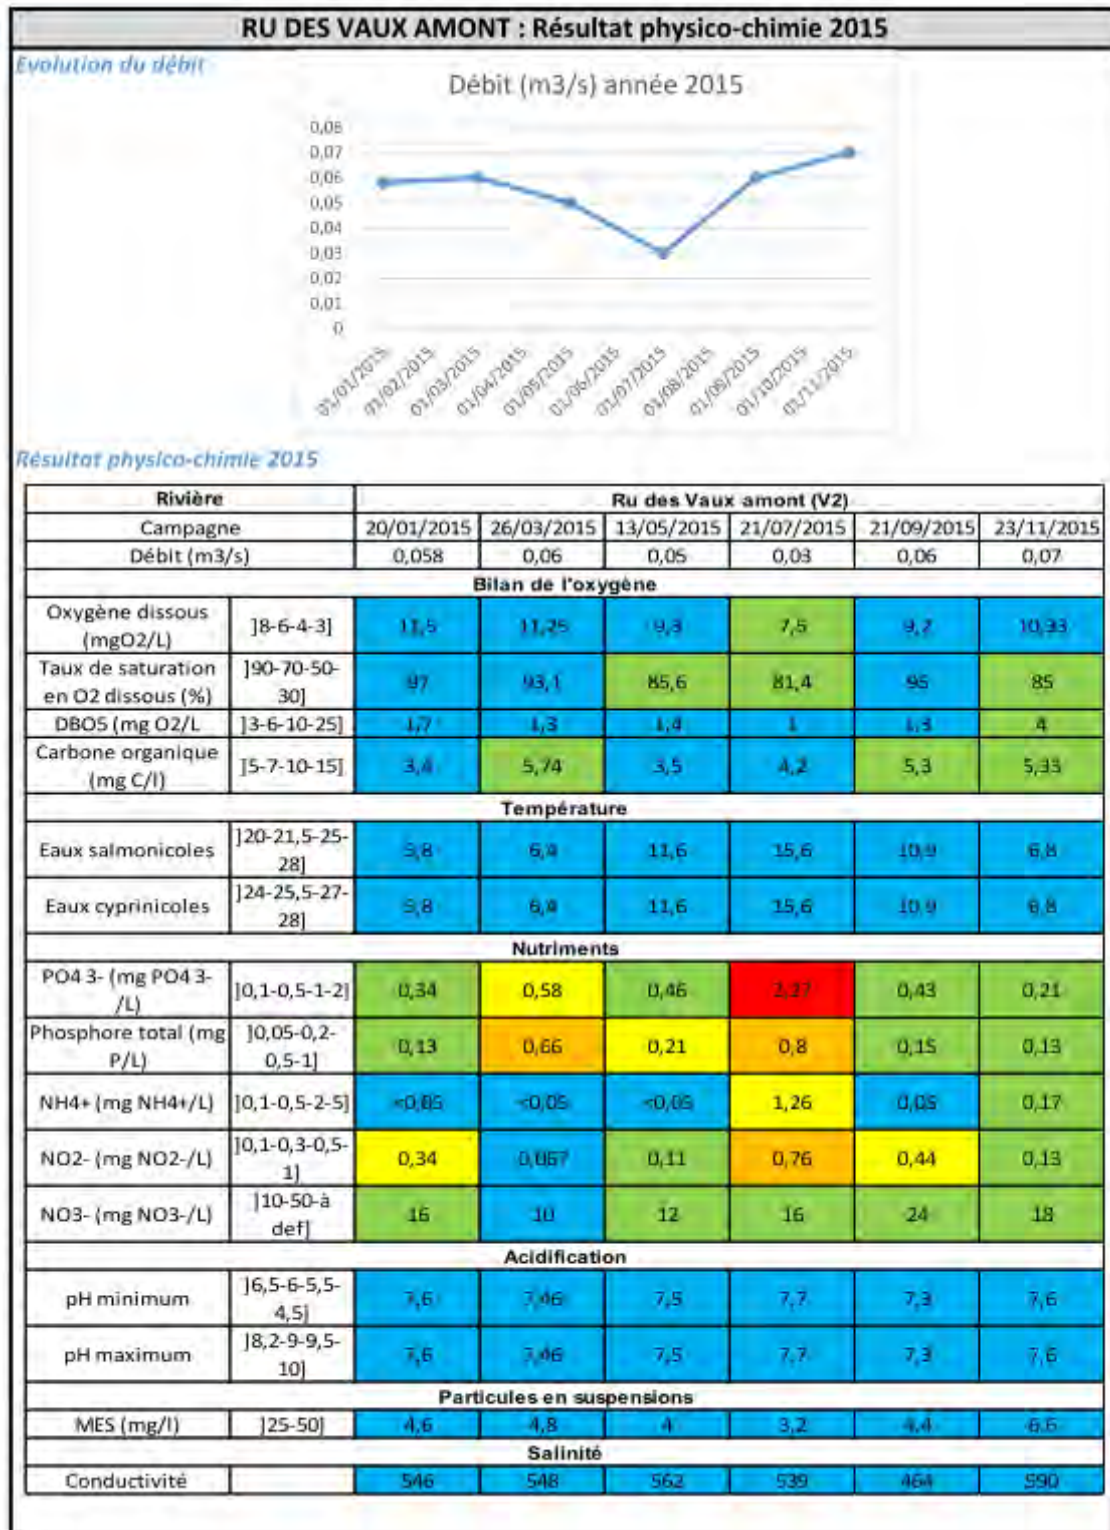 RU DES VAUX AMONT : Résultat physico-chimie 2015
Evolution du débit
Débit (m3/s) année 2015
0,08
0,07
0,06
0,05
0,04
0,03
0,02
0,01
0
01/01/2015 01/02/2015 01/03/2015 01/04/2015 01/05/2015 01/06/2015 01/07/2015 01/08/2015 01/09/2015 01/10/2015 01/11/2015
Résultat physico-chimie 2015
Rivière Ru des Vaux amont (V2)
Campagne 20/01/2015 26/03/2015 13/05/2015 21/07/2015 21/09/2015 23/11/2015
Débit (m3/s) 0,058 0,06 0,05 0,03 0,06 0,07
Bilan de l'oxygène
Oxygène dissous
(mgO2/L) ]8-6-4-3] 11,5 11,25 9,3 7,5 9,7 10,33
Taux de saturation
en O2 dissous (%) ]90-70-50-
30] 97 93,1 85,6 81,4 95 85
DBO5 (mg O2/L ]3-6-10-25] 1,7 1,3 1,4 1 1,3 4
Carbone organique
(mg C/l) ]5-7-10-15] 3,4 5,74 3,5 4,2 5,3 5,33
Température
Eaux salmonicoles ]20-21,5-25-
28] 5,8 6,4 11,6 15,6 10,9 6,8
Eaux cyprinicoles ]24-25,5-27-
28] 5,8 6,4 11,6 15,6 10,9 6,8
Nutriments
PO4 3- (mg PO4 3-
/L) ]0,1-0,5-1-2] 0,34 0,58 0,46 2,27 0,43 0,21
Phosphore total (mg
P/L) ]0,05-0,2-
0,5-1] 0,13 0,66 0,21 0,8 0,15 0,13
NH4+ (mg NH4+/L) ]0,1-0,5-2-5] <0,05 <0,05 <0,05 1,26 0,05 0,17
NO2- (mg NO2-/L) ]0,1-0,3-0,5-
1] 0,34 0,067 0,11 0,76 0,44 0,13
NO3- (mg NO3-/L) ]10-50-à
def] 16 10 12 16 24 18
Acidification
pH minimum ]6,5-6-5,5-
4,5] 7,6 7,46 7,5 7,7 7,3 7,6
pH maximum ]8,2-9-9,5-
10] 7,6 7,46 7,5 7,7 7,3 7,6
Particules en suspensions
MES (mg/l) ]25-50] 4,6 4,8 4 3,2 4,4 6,6
Salinité
Conductivité 546 548 562 539 464 590